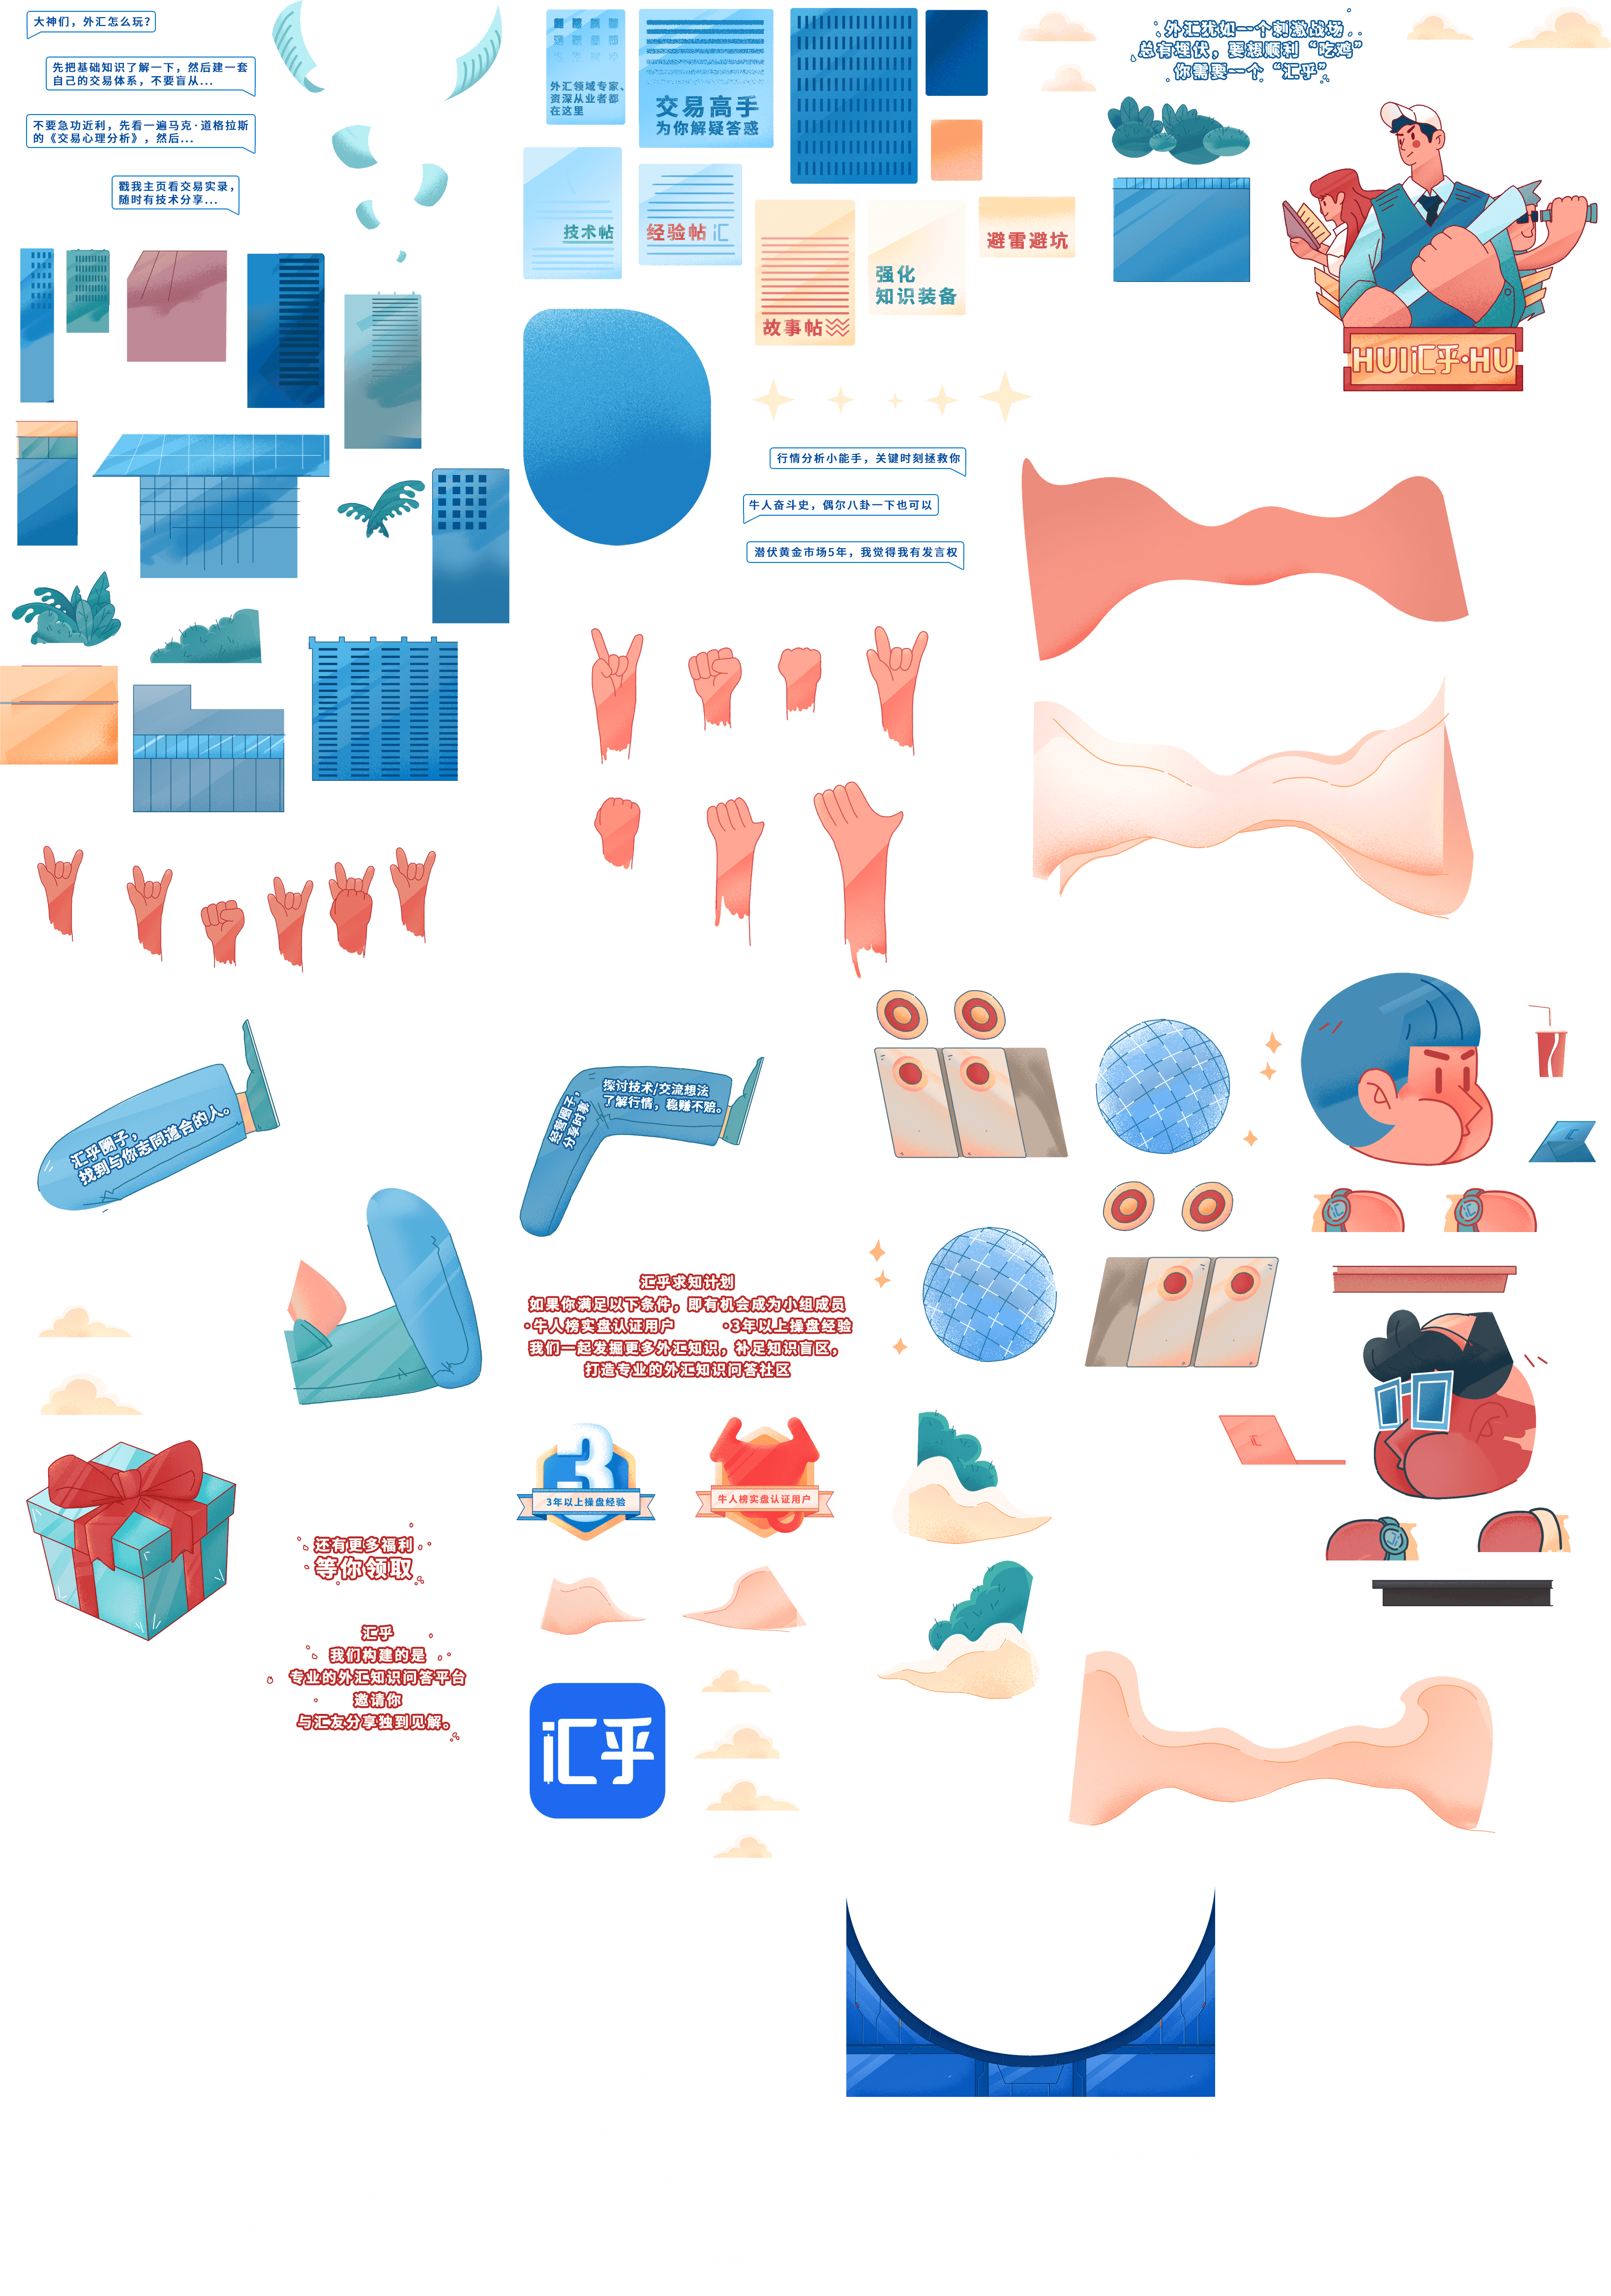 大神们，外汇怎么玩？
先把基础知识了解一下，然后建一套
自己的交易体系，不要盲从...
不要急功近利，先看一遍马克·道格拉斯
的《交易心理分析》，然后...
戳我主页看交易实录，
随时有技术分享...
外汇领域专家、
资深从业者都
在这里
交易高手
为你解疑答惑
技术帖
经验帖 汇
故事帖
强化
知识装备
避雷避坑
外汇犹如一个刺激战场
总有埋伏，要想顺利“吃鸡”
你需要一个“汇乎”
HUI汇乎·HU
行情分析小能手，关键时刻拯救你
牛人奋斗史，偶尔八卦一下也可以
潜伏黄金市场5年，我觉得我有发言权
汇乎圈子，
找到与你志同道合的人。
经营圈子，
分享时事
探讨技术/交流想法
了解行情，稳赚不赔。
汇乎求知计划
如果你满足以下条件，即有机会成为小组成员
·牛人榜实盘认证用户 ·3年以上操盘经验
我们一起发掘更多外汇知识，补足知识盲区，
打造专业的外汇知识问答社区
3
3年以上操盘经验
牛人榜实盘认证用户
还有更多福利
等你领取
汇乎
我们构建的是
专业的外汇知识问答平台
邀请你
与汇友分享独到见解。
汇乎